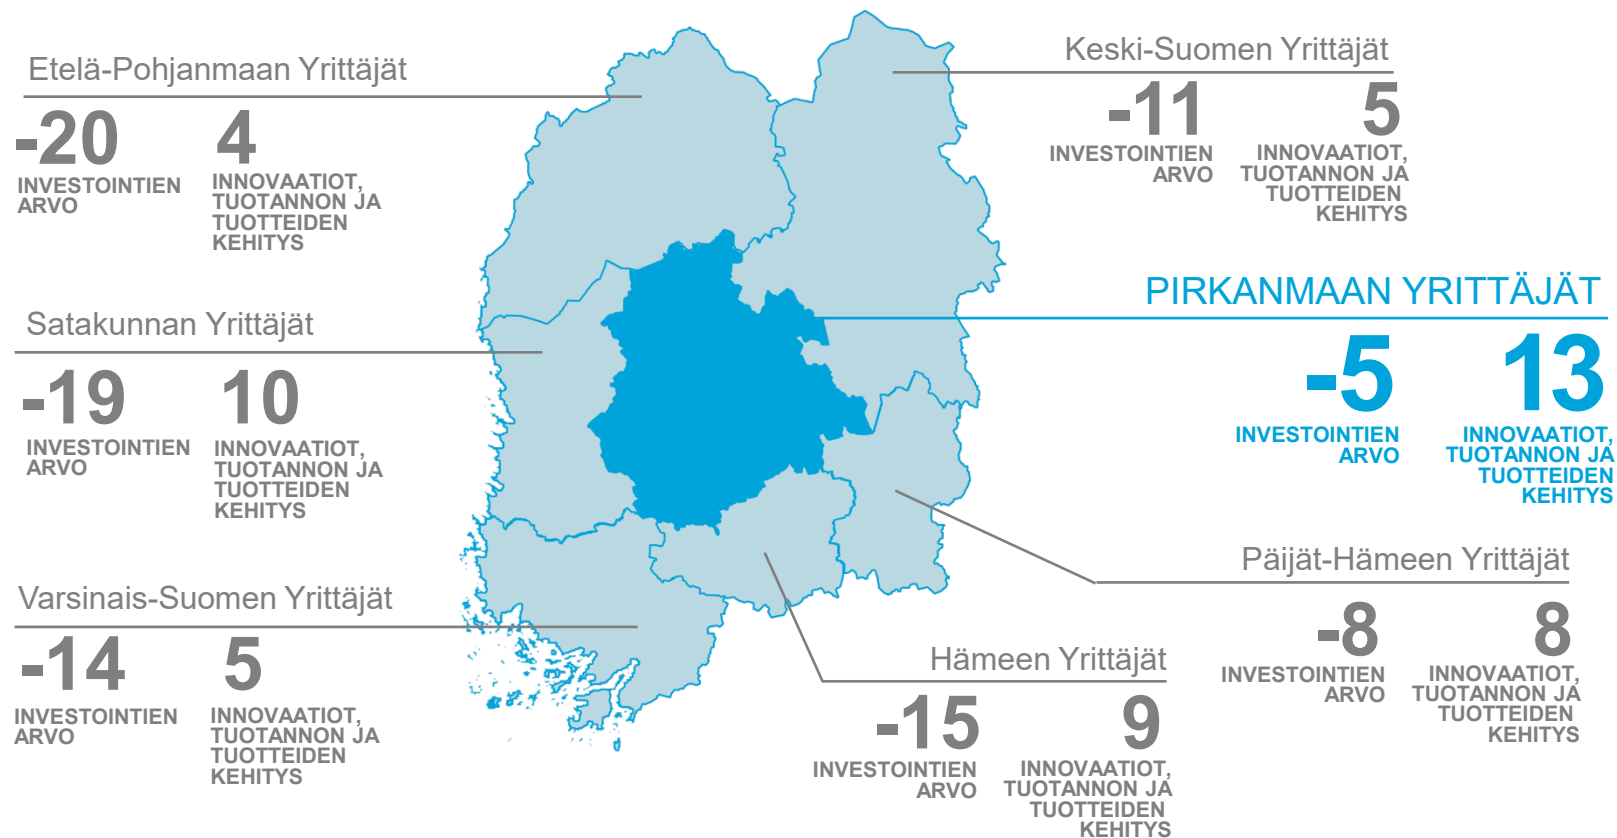 Etelä-Pohjanmaan Yrittäjät
-20
INVESTOINTIEN
ARVO
4
INNOVAATIOT,
TUOTANNON JA
TUOTTEIDEN
KEHITYS
Keski-Suomen Yrittäjät
-11
INVESTOINTIEN
ARVO
5
INNOVAATIOT,
TUOTANNON JA
TUOTTEIDEN
KEHITYS
Satakunnan Yrittäjät
-19
INVESTOINTIEN
ARVO
10
INNOVAATIOT,
TUOTANNON JA
TUOTTEIDEN
KEHITYS
PIRKANMAAN YRITTÄJÄT
-5
INVESTOINTIEN
ARVO
13
INNOVAATIOT,
TUOTANNON JA
TUOTTEIDEN
KEHITYS
Varsinais-Suomen Yrittäjät
-14
INVESTOINTIEN
ARVO
5
INNOVAATIOT,
TUOTANNON JA
TUOTTEIDEN
KEHITYS
Hämeen Yrittäjät
-15
INVESTOINTIEN
ARVO
9
INNOVAATIOT,
TUOTANNON JA
TUOTTEIDEN
KEHITYS
Päijät-Hämeen Yrittäjät
-8
INVESTOINTIEN
ARVO
8
INNOVAATIOT,
TUOTANNON JA
TUOTTEIDEN
KEHITYS